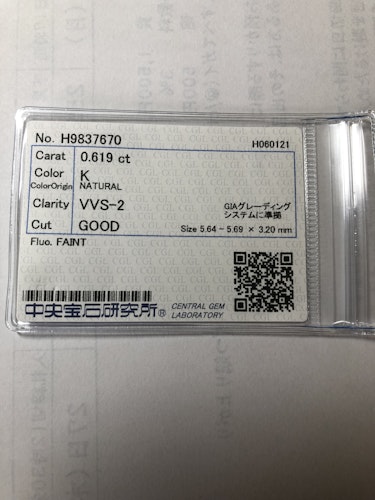 No. H9837670 H060121
Carat 0.619 ct
Color K
ColorOrigin NATURAL
Clarity VVS-2
GIAグレーディング
システムに準拠
Cut GOOD
Size 5.64 - 5.69 × 3.20 mm
Fluo. FAINT
中央宝石研究所®
CENTRAL GEM
LABORATORY.